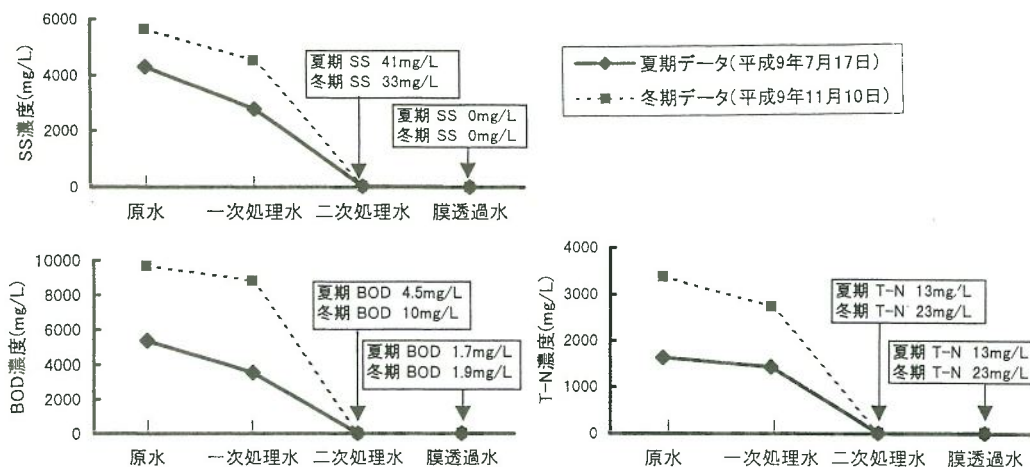 夏期データ(平成9年7月17日)
冬期データ(平成9年11月10日)
SS濃度(mg/L)
6000
4000
2000
0
夏期 SS 41mg/L
冬期 SS 33mg/L
夏期 SS 0mg/L
冬期 SS 0mg/L
原水 一次処理水 二次処理水 膜透過水
BOD濃度(mg/L)
10000
8000
6000
4000
2000
0
夏期 BOD 4.5mg/L
冬期 BOD 10mg/L
夏期 BOD 1.7mg/L
冬期 BOD 1.9mg/L
原水 一次処理水 二次処理水 膜透過水
T-N濃度(mg/L)
4000
3000
2000
1000
0
夏期 T-N 13mg/L
冬期 T-N 23mg/L
夏期 T-N 13mg/L
冬期 T-N 23mg/L
原水 一次処理水 二次処理水 膜透過水